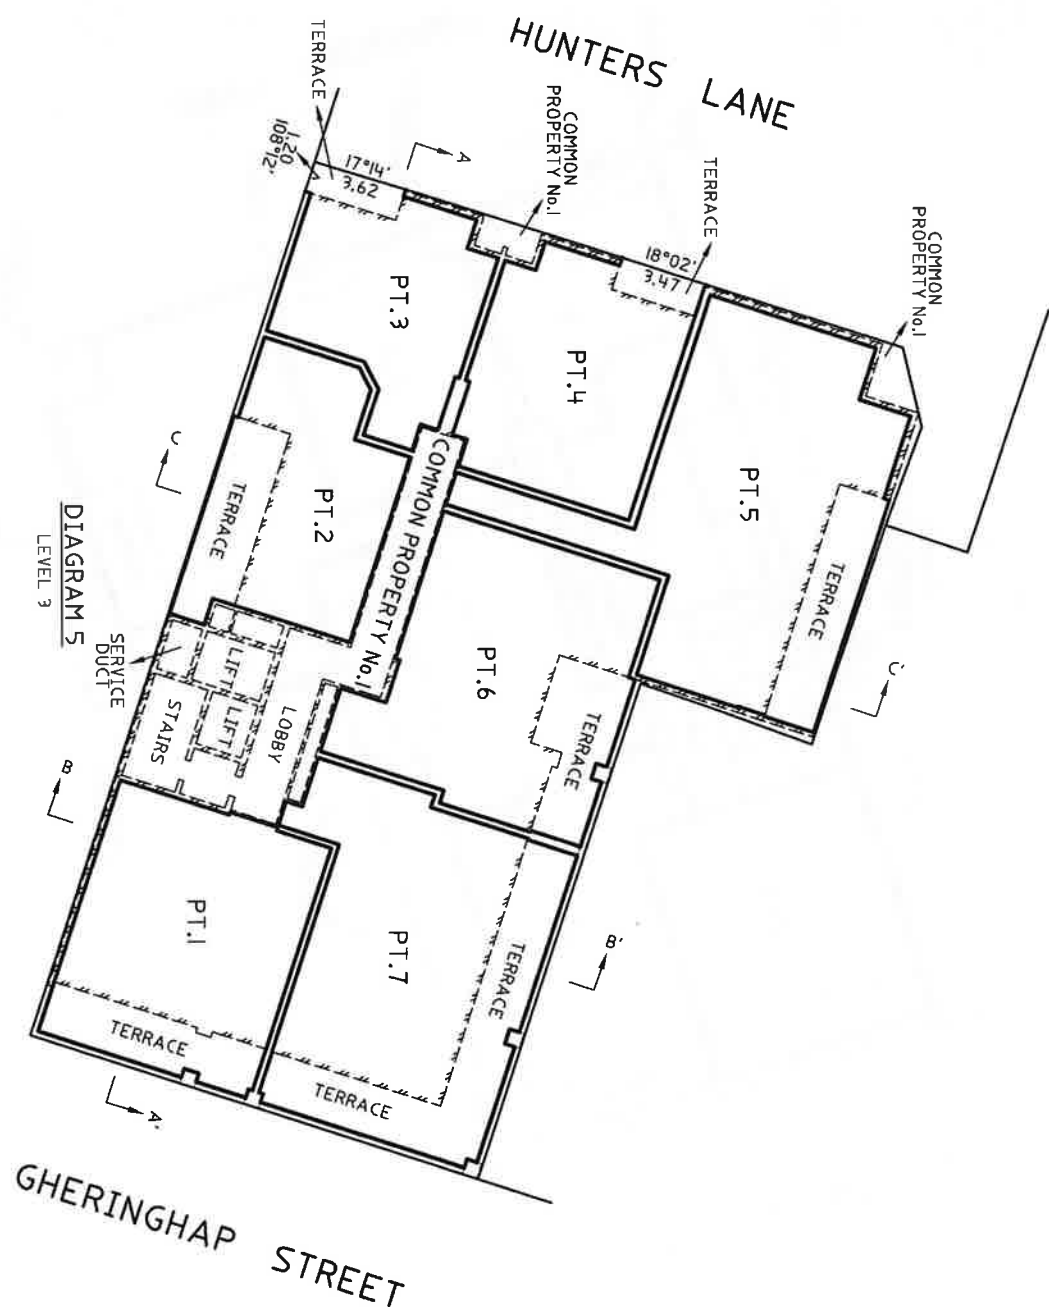 HUNTERS LANE
TERRACE
1.20
108°12'
17°14'
3.62
A
COMMON
PROPERTY No.1
TERRACE
18°02'
3.47
COMMON
PROPERTY No.1
PT.3
PT.4
PT.5
TERRACE
C
TERRACE
PT.2
COMMON PROPERTY No.1
C'
DIAGRAM 5
LEVEL 3
SERVICE
DUCT
LIFT
LIFT
LOBBY
STAIRS
PT.6
TERRACE
B
PT.1
PT.7
TERRACE
B'
TERRACE
TERRACE
A'
GHERINGHAP STREET